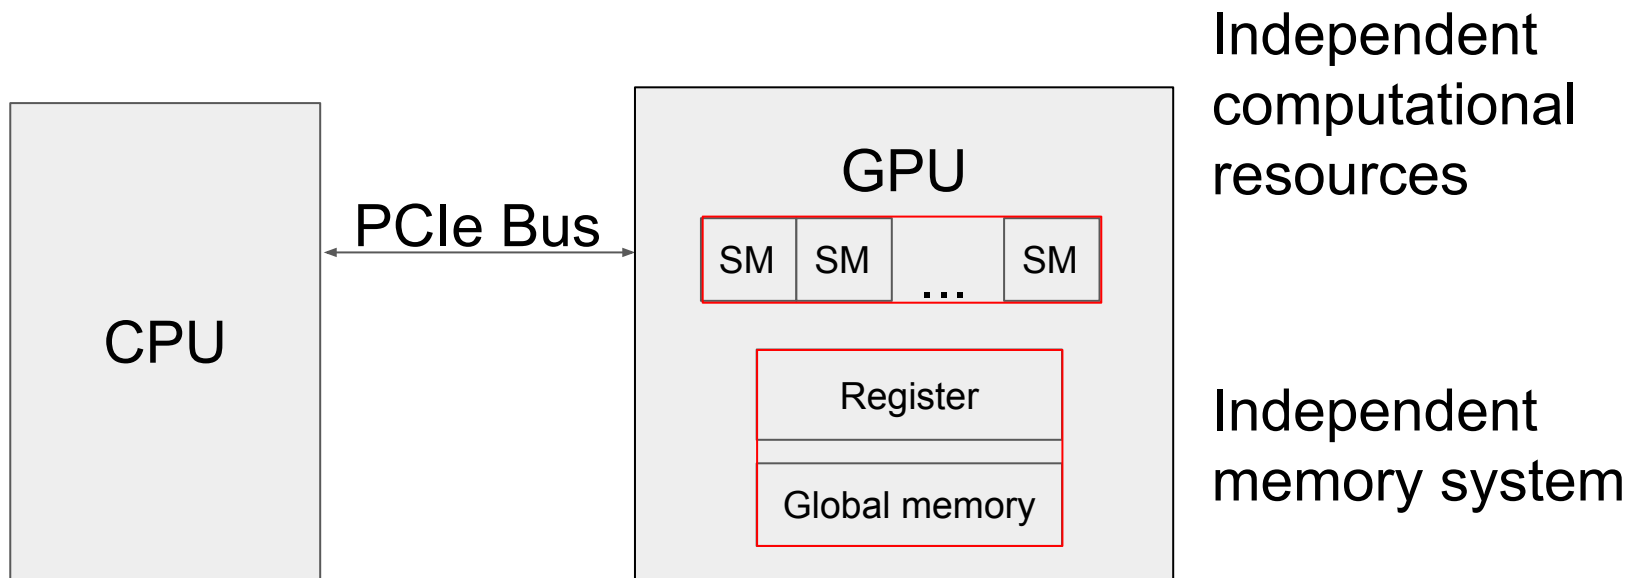 Independent
computational
resources
GPU
PCIe Bus
SM SM ... SM
CPU
Register
Global memory
Independent
memory system